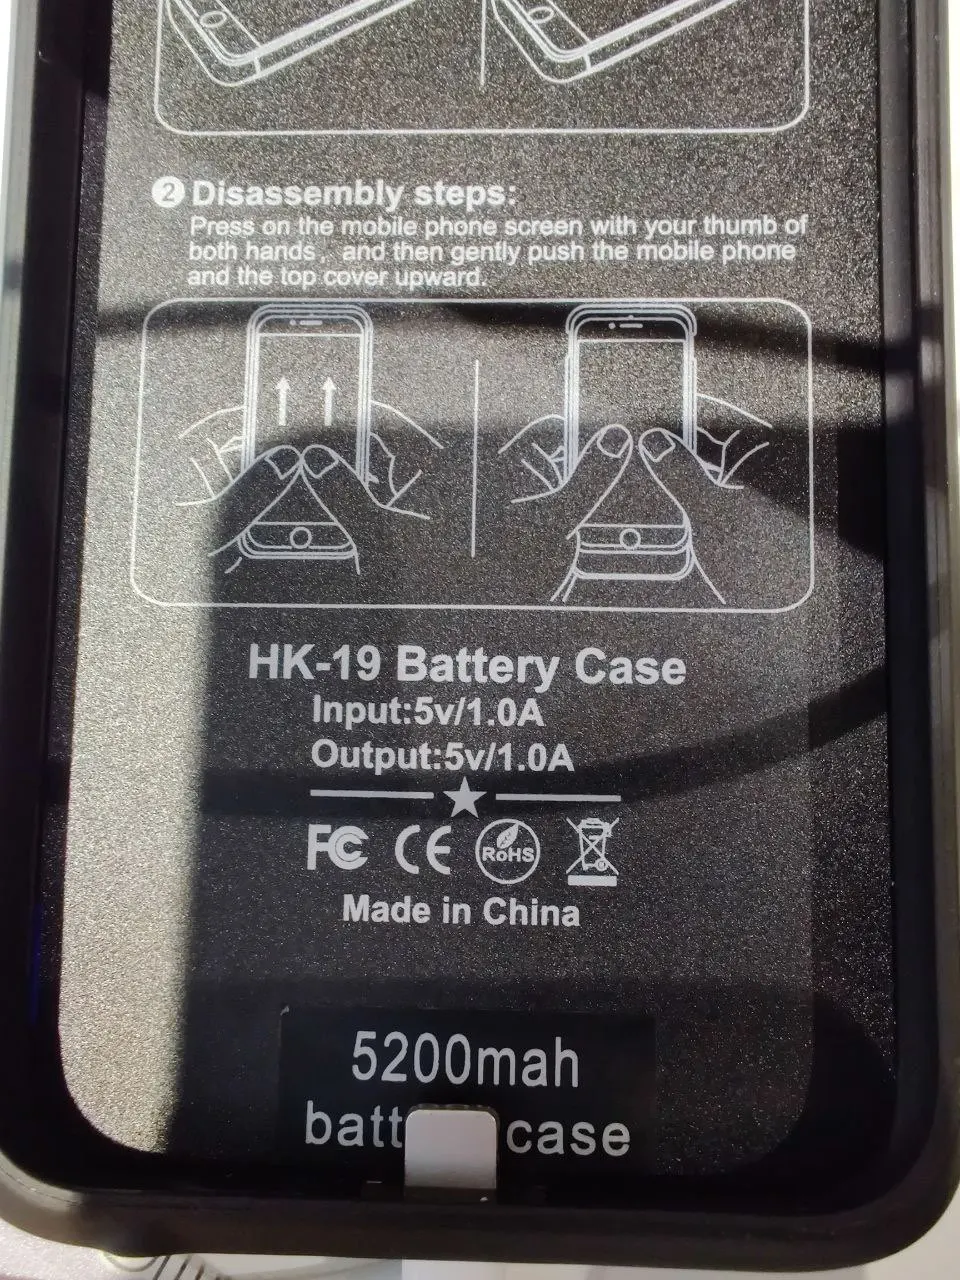 2 Disassembly steps:
Press on the mobile phone screen with your thumb of
both hands, and then gently push the mobile phone
and the top cover upward.
HK-19 Battery Case
Input:5v/1.0A
Output:5v/1.0A
FC CE RoHS
Made in China
5200mah
batt case